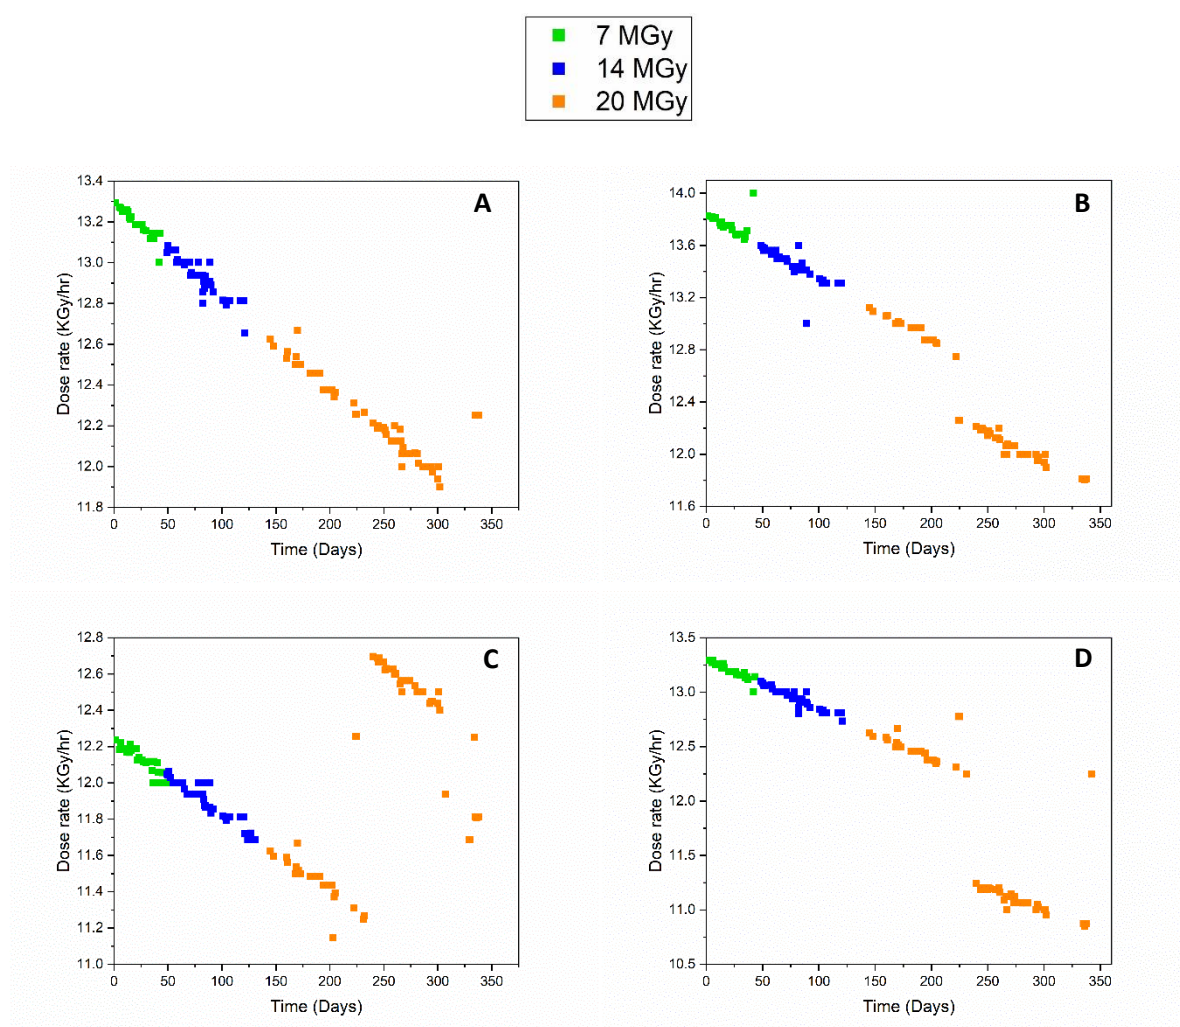 7 MGy
14 MGy
20 MGy
A
13.4
13.2
13.0
12.8
12.6
12.4
12.2
12.0
11.8
Dose rate (KGy/hr)
0 50 100 150 200 250 300 350
Time (Days)
B
14.0
13.6
13.2
12.8
12.4
12.0
11.6
Dose rate (KGy/hr)
0 50 100 150 200 250 300 350
Time (Days)
C
12.8
12.6
12.4
12.2
12.0
11.8
11.6
11.4
11.2
11.0
Dose rate (KGy/hr)
0 50 100 150 200 250 300 350
Time (Days)
D
13.5
13.0
12.5
12.0
11.5
11.0
10.5
Dose rate (KGy/hr)
0 50 100 150 200 250 300 350
Time (Days)